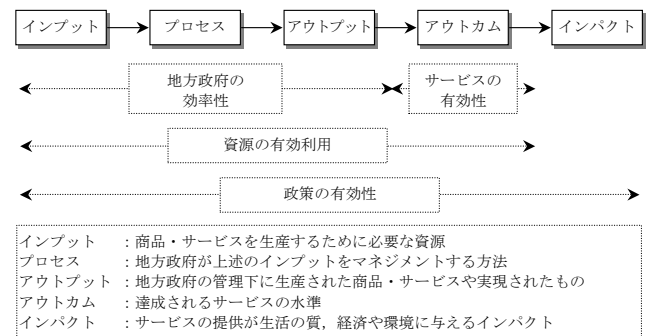 インプット プロセス アウトプット アウトカム インパクト
地方政府の
効率性
サービスの
有効性
資源の有効利用
政策の有効性
インプット ：商品・サービスを生産するために必要な資源
プロセス ：地方政府が上述のインプットをマネジメントする方法
アウトプット：地方政府の管理下に生産された商品・サービスや実現されたもの
アウトカム ：達成されるサービスの水準
インパクト ：サービスの提供が生活の質，経済や環境に与えるインパクト